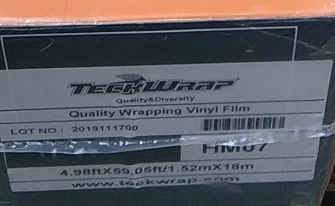 TECKWRAP
Quality&Diversity
Quality Wrapping Vinyl Film
LOT NO.: 2019111700
HM07
4.98ftX59.05ft/1.52mX18m
www.teckwrap.com